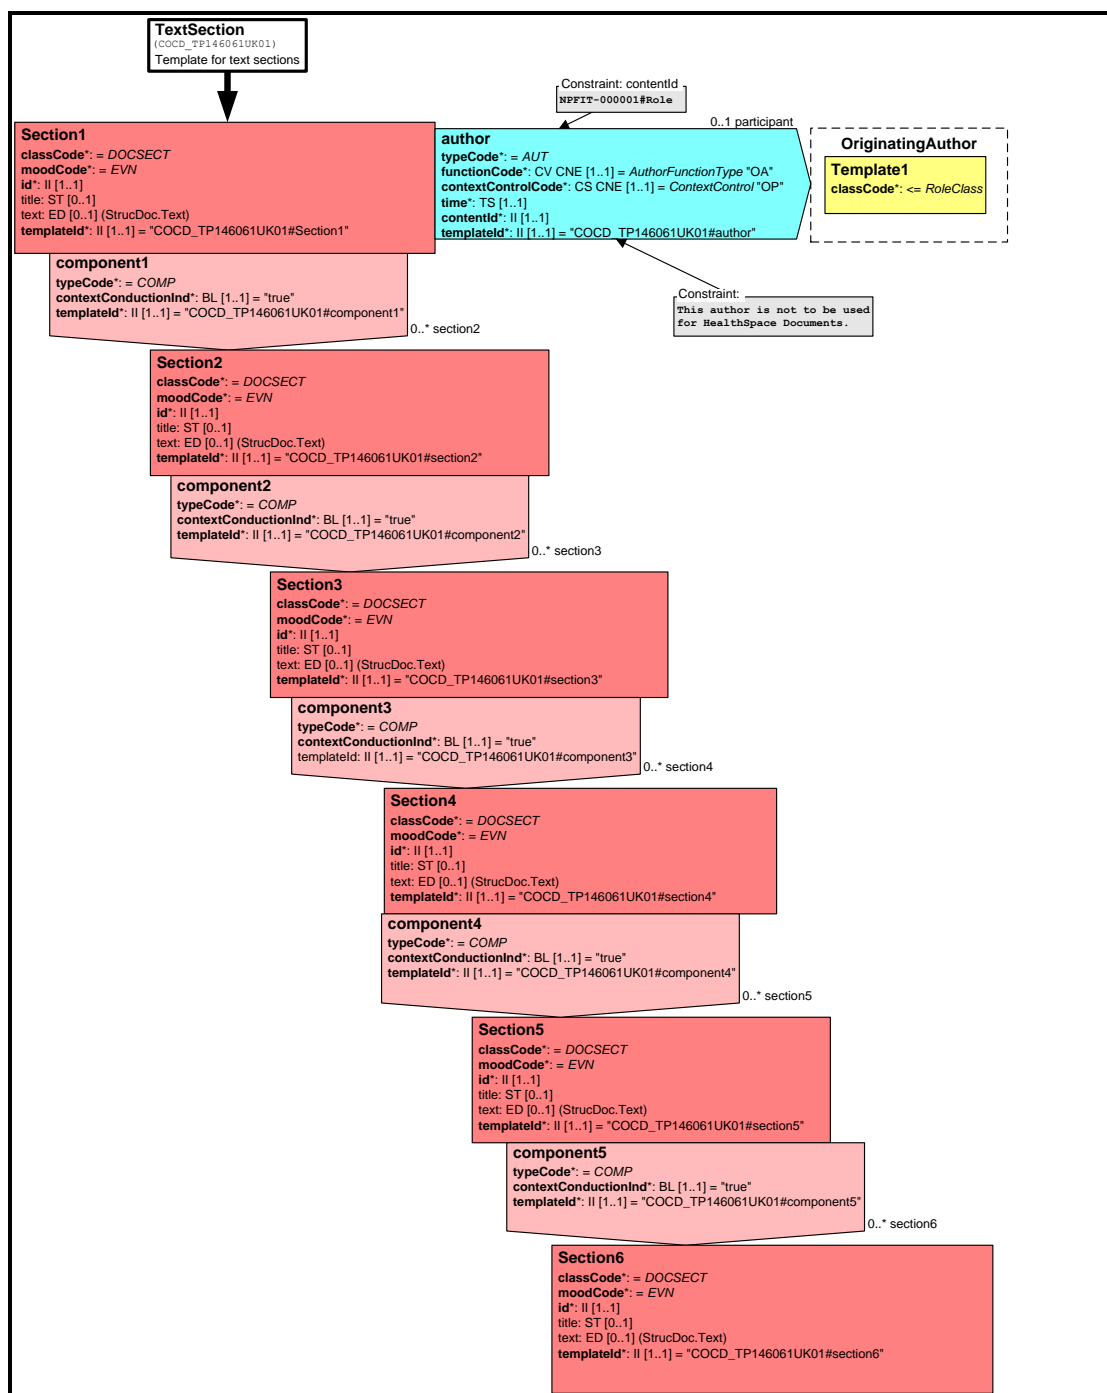 TextSection
(COCD_TP146061UK01)
Template for text sections
Constraint: contentId
NPFIT-000001#Role
0..1 participant
Section1
classCode*: = DOCSECT
moodCode*: = EVN
id*: II [1..1]
title: ST [0..1]
text: ED [0..1] (StrucDoc.Text)
templateId*: II [1..1] = "COCD_TP146061UK01#Section1"
author
typeCode*: = AUT
functionCode*: CV CNE [1..1] = AuthorFunctionType "OA"
contextControlCode*: CS CNE [1..1] = ContextControl "OP"
time*: TS [1..1]
contentId*: II [1..1]
templateId*: II [1..1] = "COCD_TP146061UK01#author"
OriginatingAuthor
Template1
classCode*: <= RoleClass
Constraint:
This author is not to be used
for HealthSpace Documents.
component1
typeCode*: = COMP
contextConductionInd*: BL [1..1] = "true"
templateId*: II [1..1] = "COCD_TP146061UK01#component1"
0..* section2
Section2
classCode*: = DOCSECT
moodCode*: = EVN
id*: II [1..1]
title: ST [0..1]
text: ED [0..1] (StrucDoc.Text)
templateId*: II [1..1] = "COCD_TP146061UK01#section2"
component2
typeCode*: = COMP
contextConductionInd*: BL [1..1] = "true"
templateId*: II [1..1] = "COCD_TP146061UK01#component2"
0..* section3
Section3
classCode*: = DOCSECT
moodCode*: = EVN
id*: II [1..1]
title: ST [0..1]
text: ED [0..1] (StrucDoc.Text)
templateId*: II [1..1] = "COCD_TP146061UK01#section3"
component3
typeCode*: = COMP
contextConductionInd*: BL [1..1] = "true"
templateId: II [1..1] = "COCD_TP146061UK01#component3"
0..* section4
Section4
classCode*: = DOCSECT
moodCode*: = EVN
id*: II [1..1]
title: ST [0..1]
text: ED [0..1] (StrucDoc.Text)
templateId*: II [1..1] = "COCD_TP146061UK01#section4"
component4
typeCode*: = COMP
contextConductionInd*: BL [1..1] = "true"
templateId*: II [1..1] = "COCD_TP146061UK01#component4"
0..* section5
Section5
classCode*: = DOCSECT
moodCode*: = EVN
id*: II [1..1]
title: ST [0..1]
text: ED [0..1] (StrucDoc.Text)
templateId*: II [1..1] = "COCD_TP146061UK01#section5"
component5
typeCode*: = COMP
contextConductionInd*: BL [1..1] = "true"
templateId*: II [1..1] = "COCD_TP146061UK01#component5"
0..* section6
Section6
classCode*: = DOCSECT
moodCode*: = EVN
id*: II [1..1]
title: ST [0..1]
text: ED [0..1] (StrucDoc.Text)
templateId*: II [1..1] = "COCD_TP146061UK01#section6"